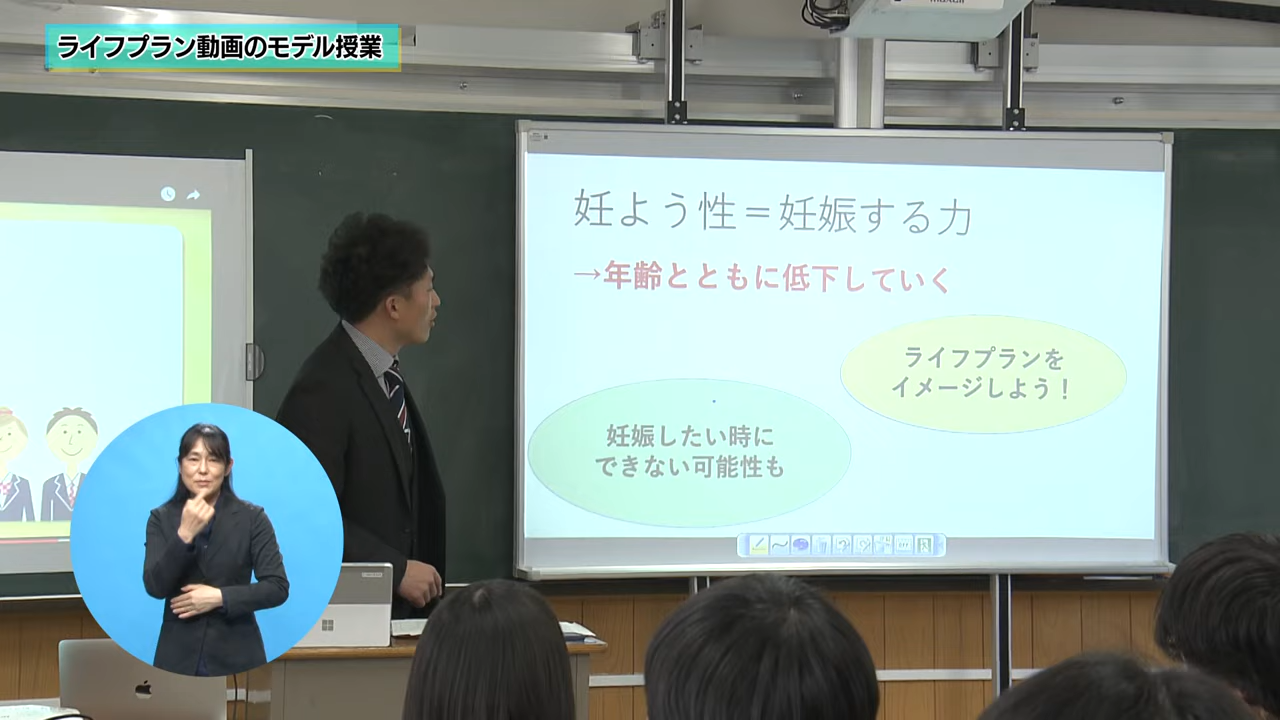 ライフプラン動画のモデル授業
妊よう性＝妊娠する力
→年齢とともに低下していく
ライフプランを
イメージしよう！
妊娠したい時に
できない可能性も